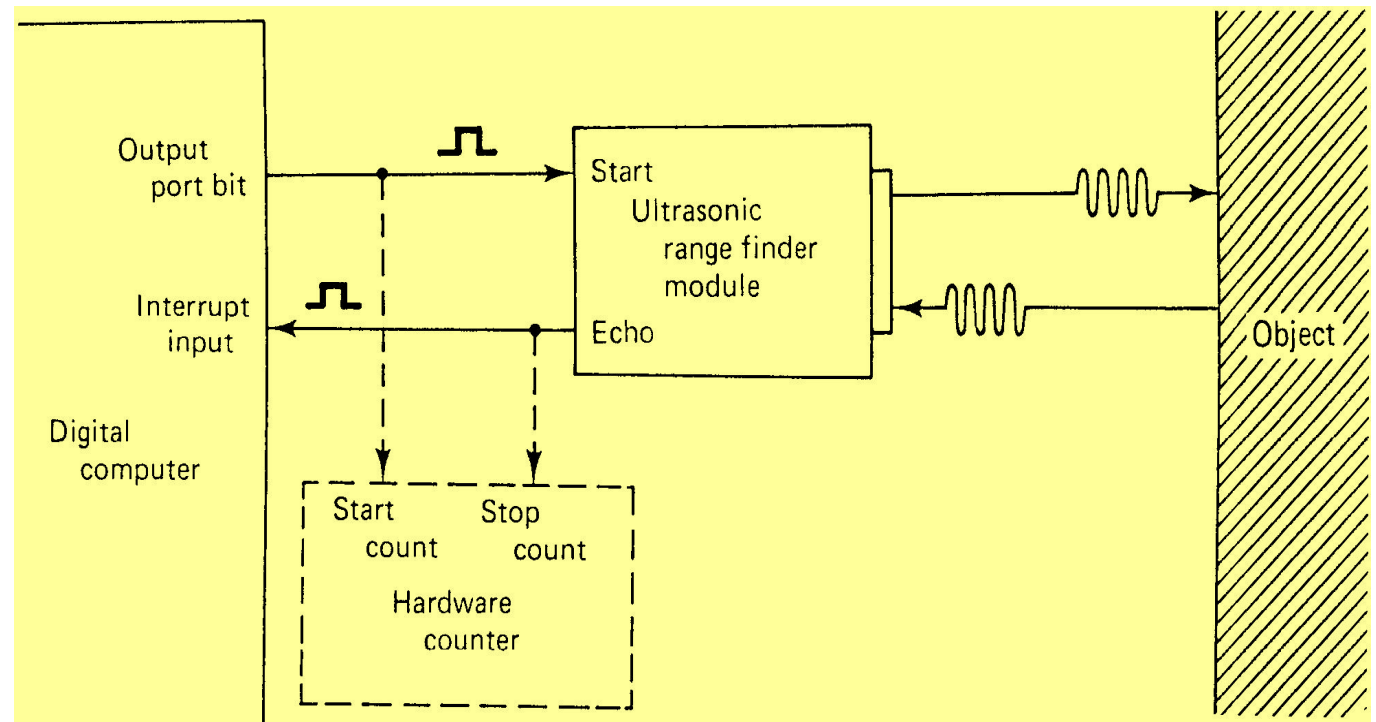 Output
port bit
Start
Ultrasonic
range finder
module
Interrupt
input
Echo
Object
Digital
computer
Start
count
Stop
count
Hardware
counter